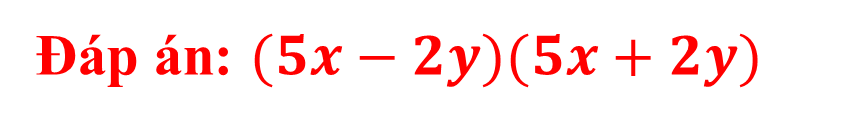 Đáp án: (5x − 2y)(5x + 2y)